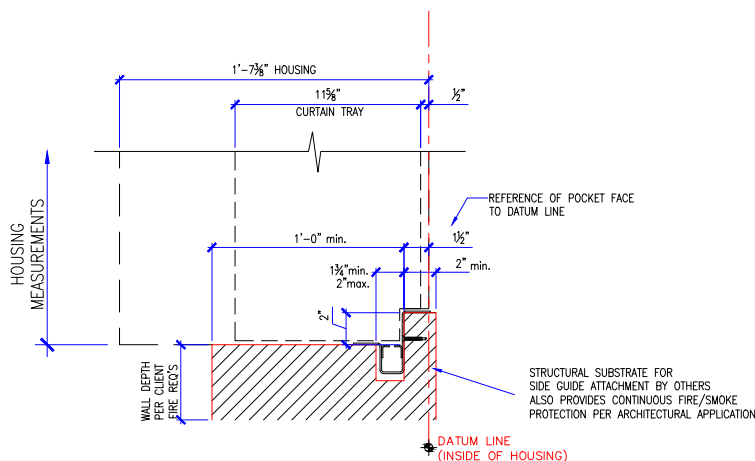 1'-7⅜" HOUSING
11⅝"
½"
CURTAIN TRAY
HOUSING
MEASUREMENTS
REFERENCE OF POCKET FACE
TO DATUM LINE
1'-0" min.
1½"
1¾"min.
2"max.
2" min.
2"
WALL DEPTH
PER CLIENT
FIRE REQ'S
STRUCTURAL SUBSTRATE FOR
SIDE GUIDE ATTACHMENT BY OTHERS
ALSO PROVIDES CONTINUOUS FIRE/SMOKE
PROTECTION PER ARCHITECTURAL APPLICATION
DATUM LINE
(INSIDE OF HOUSING)